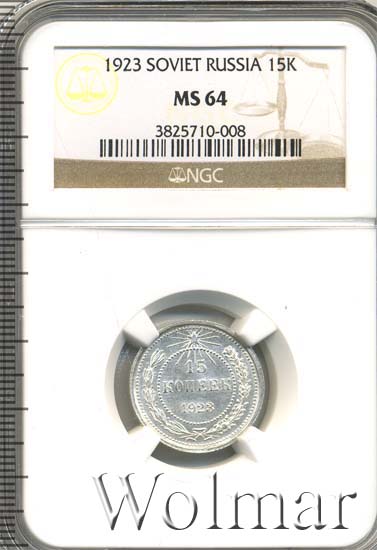 1923 SOVIET RUSSIA 15K
MS 64
3825710-008
NGC
15
КОПЕЕК
1923
Wolmar